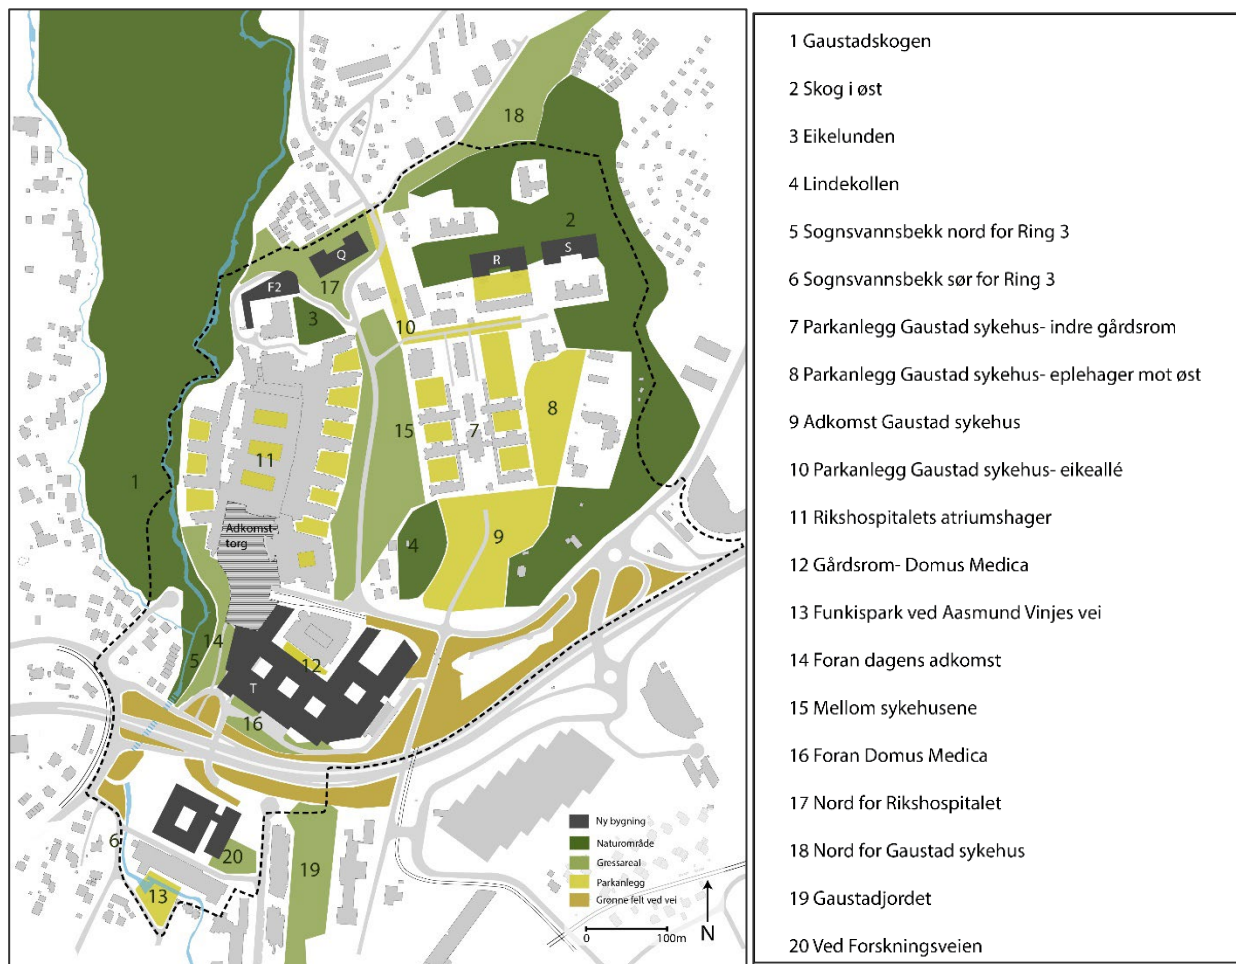 18
2
Q
R
S
F2
17
3
10
8
15
7
11
1
Adkomst-
torg
4
9
14
5
12
T
16
6
20
19
13
Ny bygning
Naturområde
Gressareal
Parkanlegg
Grønne felt ved vei
0 100m
N
1 Gaustadskogen
2 Skog i øst
3 Eikelunden
4 Lindekollen
5 Sognsvannsbekk nord for Ring 3
6 Sognsvannsbekk sør for Ring 3
7 Parkanlegg Gaustad sykehus- indre gårdsrom
8 Parkanlegg Gaustad sykehus- eplehager mot øst
9 Adkomst Gaustad sykehus
10 Parkanlegg Gaustad sykehus- eikeallé
11 Rikshospitalets atriumshager
12 Gårdsrom- Domus Medica
13 Funkispark ved Aasmund Vinjes vei
14 Foran dagens adkomst
15 Mellom sykehusene
16 Foran Domus Medica
17 Nord for Rikshospitalet
18 Nord for Gaustad sykehus
19 Gaustadjordet
20 Ved Forskningsveien